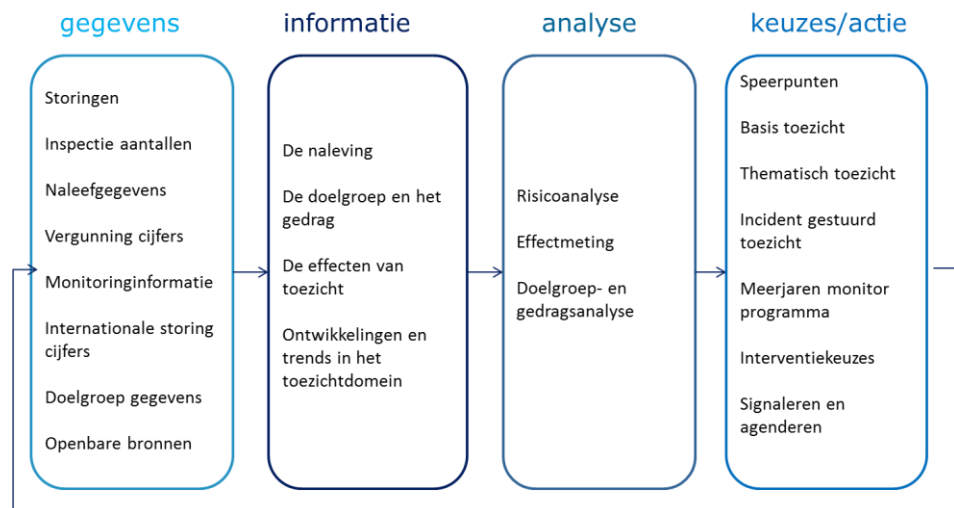 gegevens
Storingen
Inspectie aantallen
Naleefgegevens
Vergunning cijfers
Monitoringinformatie
Internationale storing
cijfers
Doelgroep gegevens
Openbare bronnen
informatie
De naleving
De doelgroep en het
gedrag
De effecten van
toezicht
Ontwikkelingen en
trends in het
toezichtdomein
analyse
Risicoanalyse
Effectmeting
Doelgroep- en
gedragsanalyse
keuzes/actie
Speerpunten
Basis toezicht
Thematisch toezicht
Incident gestuurd
toezicht
Meerjaren monitor
programma
Interventiekeuzes
Signaleren en
agenderen